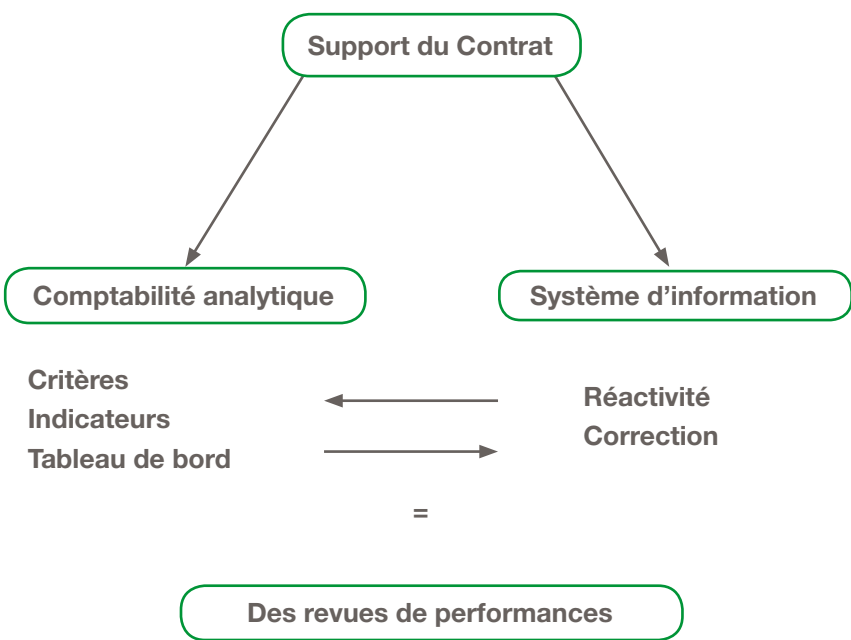 Support du Contrat
Comptabilité analytique
Système d’information
Critères
Indicateurs
Tableau de bord
Réactivité
Correction
=
Des revues de performances